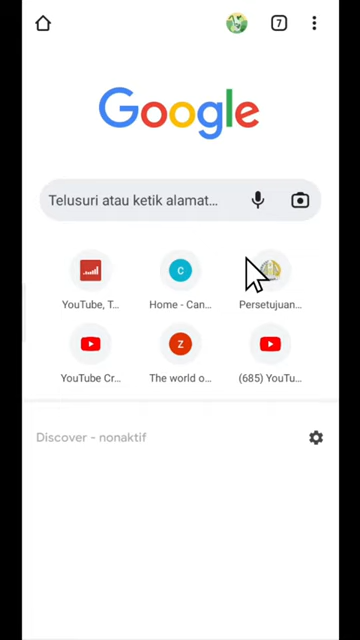 7
Google
Telusuri atau ketik alamat...
YouTube, T...
C
Home - Can...
Persetujuan...
YouTube Cr...
Z
The world o...
(685) YouTu...
Discover - nonaktif